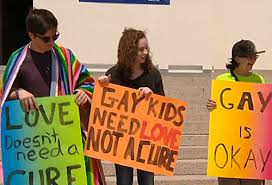 LOVE
Doesn't
need a
CURE
GAY KIDS
NEED LOVE
NOT A CURE
GAY
IS
OKAY